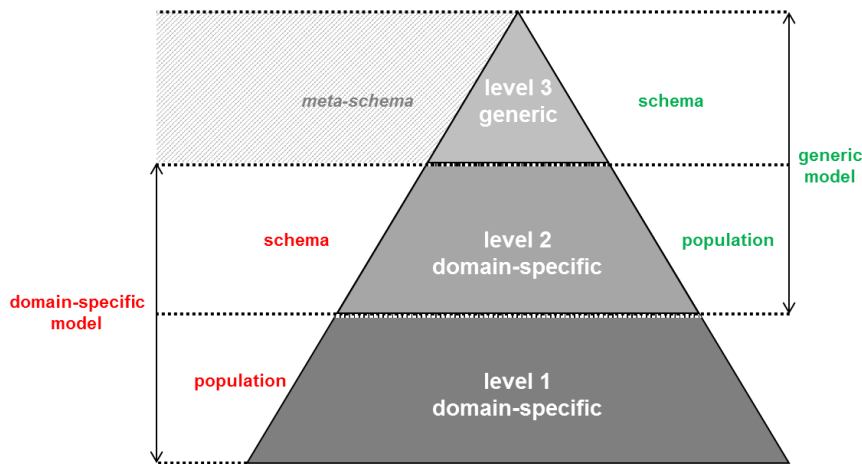 level 3
generic
meta-schema
schema
generic
model
schema
level 2
domain-specific
population
domain-specific
model
population
level 1
domain-specific